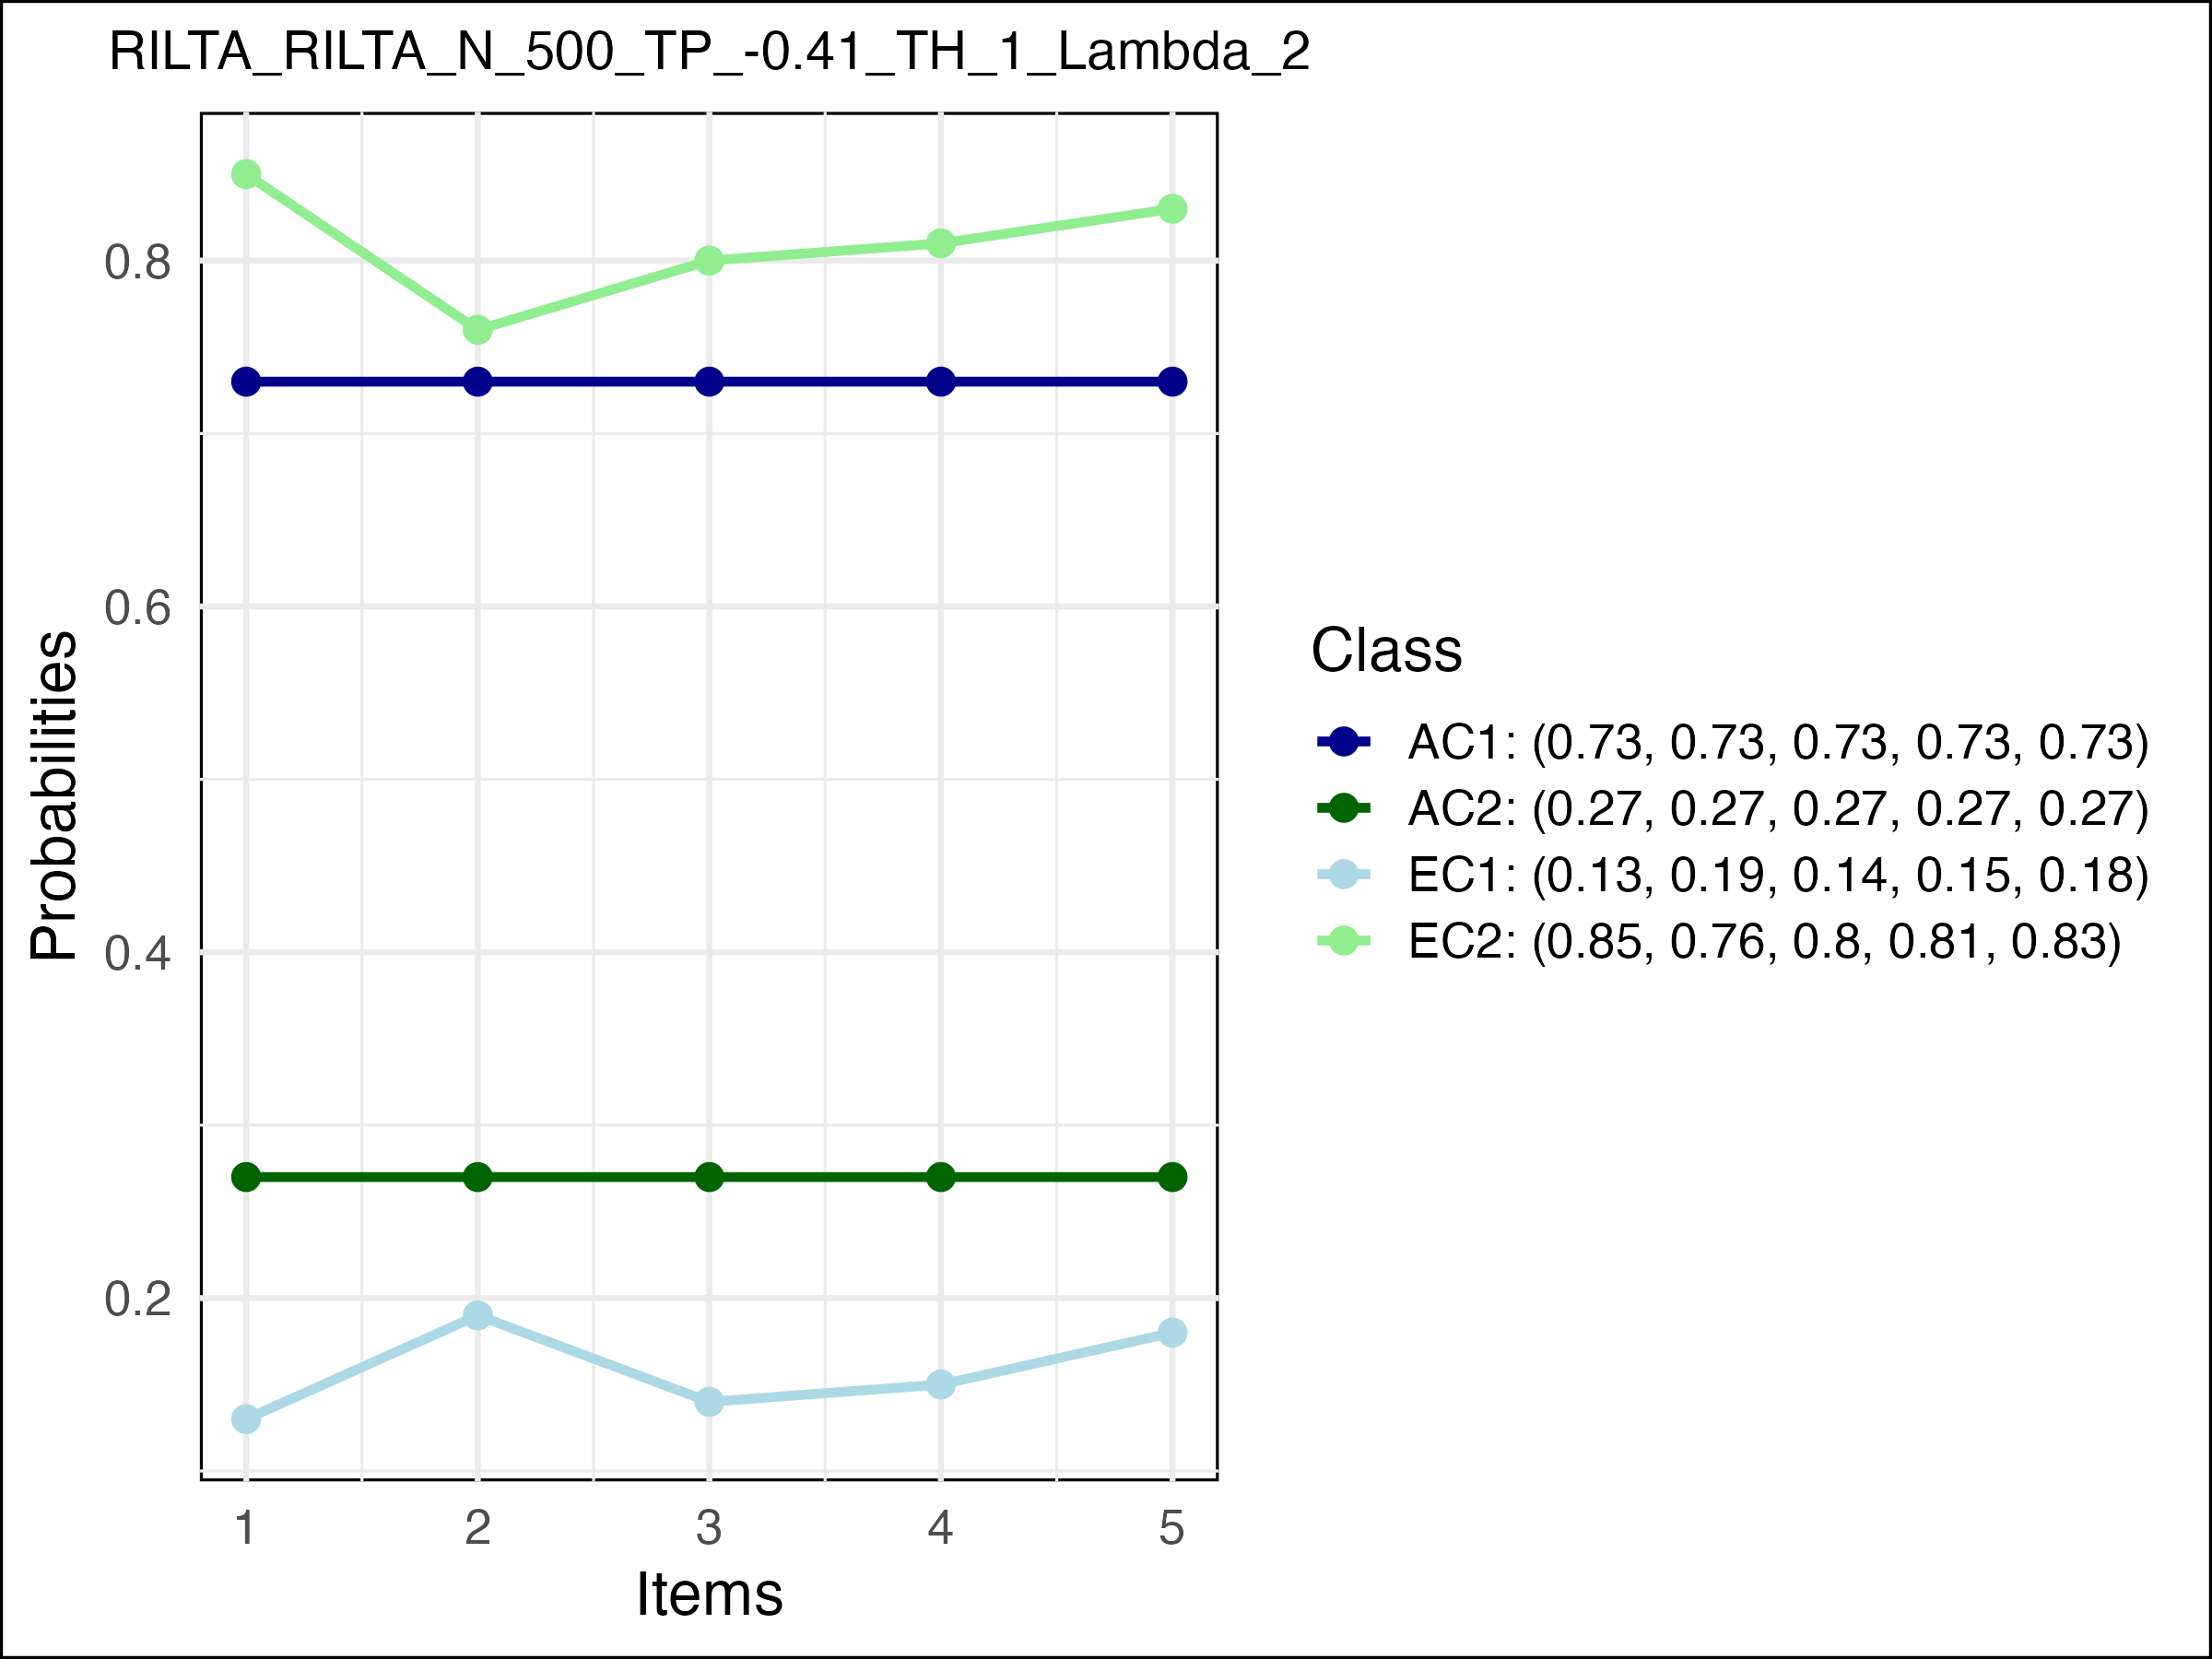 RILTA_RILTA_N_500_TP_-0.41_TH_1_Lambda_2
Probabilities
0.8
0.6
0.4
0.2
1 2 3 4 5
Items
Class
AC1: (0.73, 0.73, 0.73, 0.73, 0.73)
AC2: (0.27, 0.27, 0.27, 0.27, 0.27)
EC1: (0.13, 0.19, 0.14, 0.15, 0.18)
EC2: (0.85, 0.76, 0.8, 0.81, 0.83)